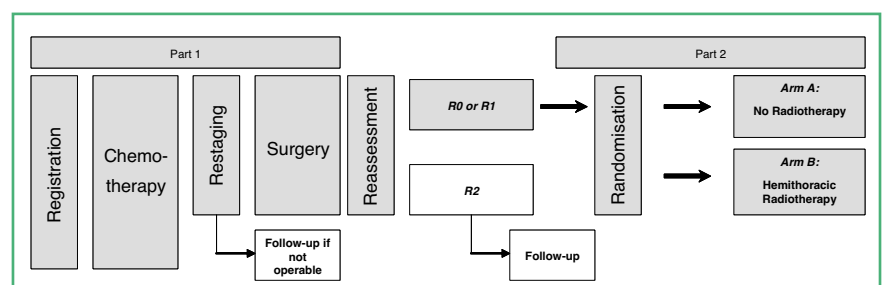 Part 1
Part 2
Registration
Chemo-
therapy
Restaging
Surgery
Reassessment
R0 or R1
R2
Randomisation
Arm A:
No Radiotherapy
Arm B:
Hemithoracic
Radiotherapy
Follow-up if
not
operable
Follow-up